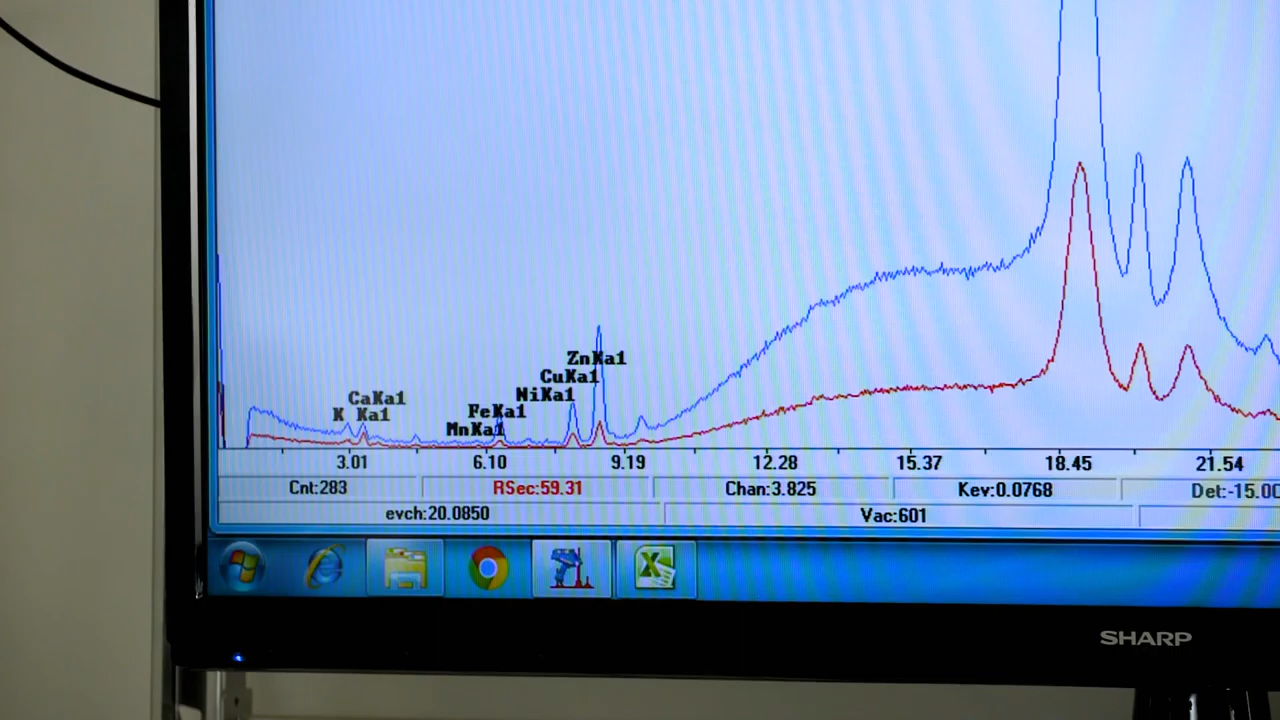 ZnKa1
CuKa1
NiKa1
CaKa1
K Ka1
FeKa1
MnKa1
3.01 6.10 9.19 12.28 15.37 18.45 21.54
Cnt:283 RSec:59.31 Chan:3.825 Kev:0.0768 Det:-15.00
evch:20.0850 Vac:601
SHARP